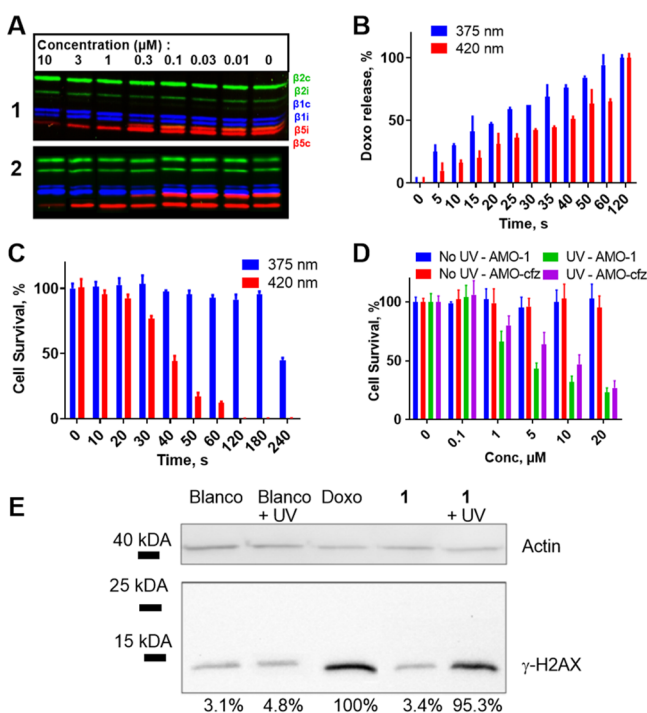 A
Concentration (µM) :
10 3 1 0.3 0.1 0.03 0.01 0
1
2
β2c
β2i
β1c
β1i
β5i
β5c
B
375 nm
420 nm
Doxo release, %
100
50
0
0 5 10 15 20 25 30 35 40 50 60 120
Time, s
C
375 nm
420 nm
Cell Survival, %
100
50
0
0 10 20 30 40 50 60 120 180 240
Time, s
D
No UV - AMO-1
UV - AMO-1
No UV - AMO-cfz
UV - AMO-cfz
Cell Survival, %
100
50
0
0 0.1 1 5 10 20
Conc, µM
E
Blanco Blanco + UV Doxo 1 1 + UV
40 kDA
Actin
25 kDA
15 kDA
γ-H2AX
3.1% 4.8% 100% 3.4% 95.3%